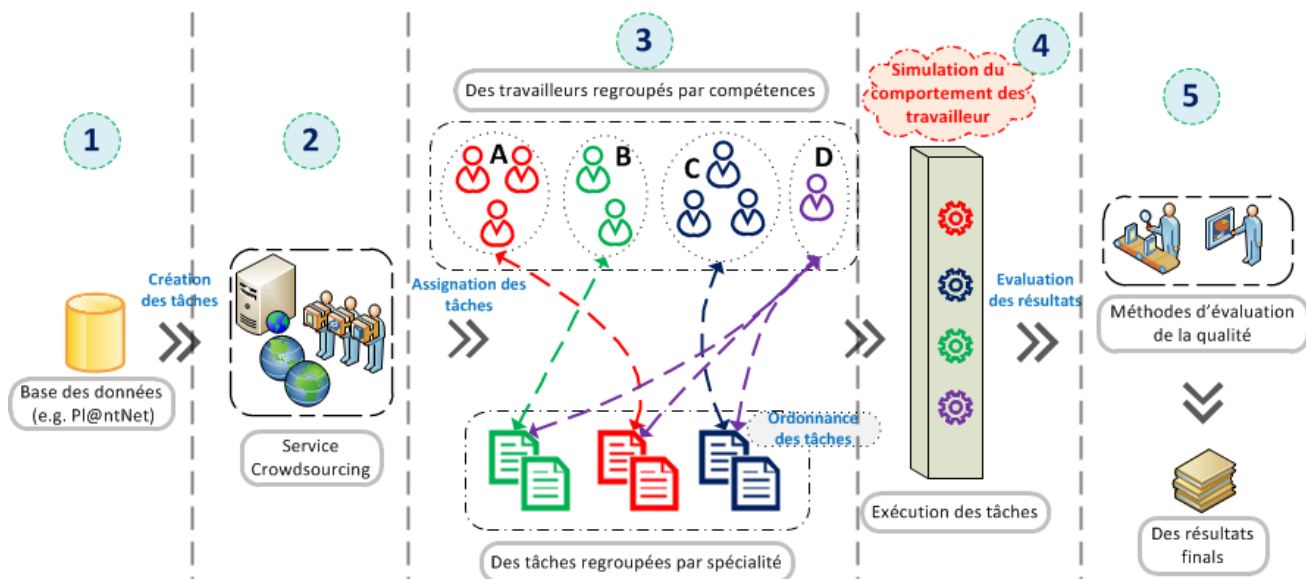 1
Base des données
(e.g. Pl@ntNet)
Création
des tâches
2
Service
Crowdsourcing
Assignation des
tâches
3
Des travailleurs regroupés par compétences
A
B
C
D
Ordonnance
des tâches
Des tâches regroupées par spécialité
4
Simulation du
comportement des
travailleur
Exécution des tâches
Evaluation
des résultats
5
Méthodes d'évaluation
de la qualité
Des résultats
finals